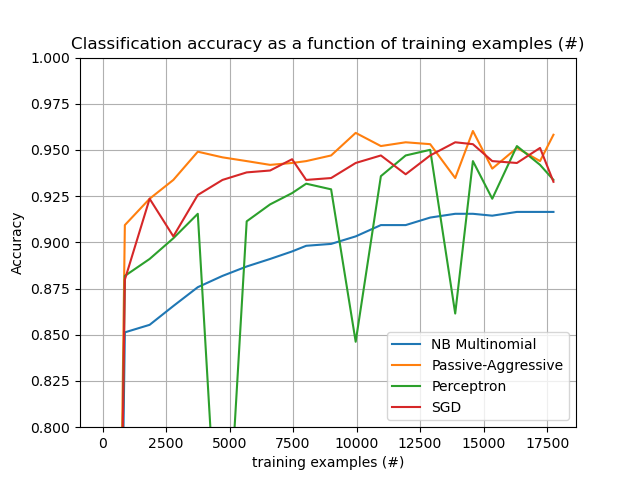 Classification accuracy as a function of training examples (#)
1.000
0.975
0.950
0.925
0.900
0.875
0.850
0.825
0.800
Accuracy
NB Multinomial
Passive-Aggressive
Perceptron
SGD
0 2500 5000 7500 10000 12500 15000 17500
training examples (#)